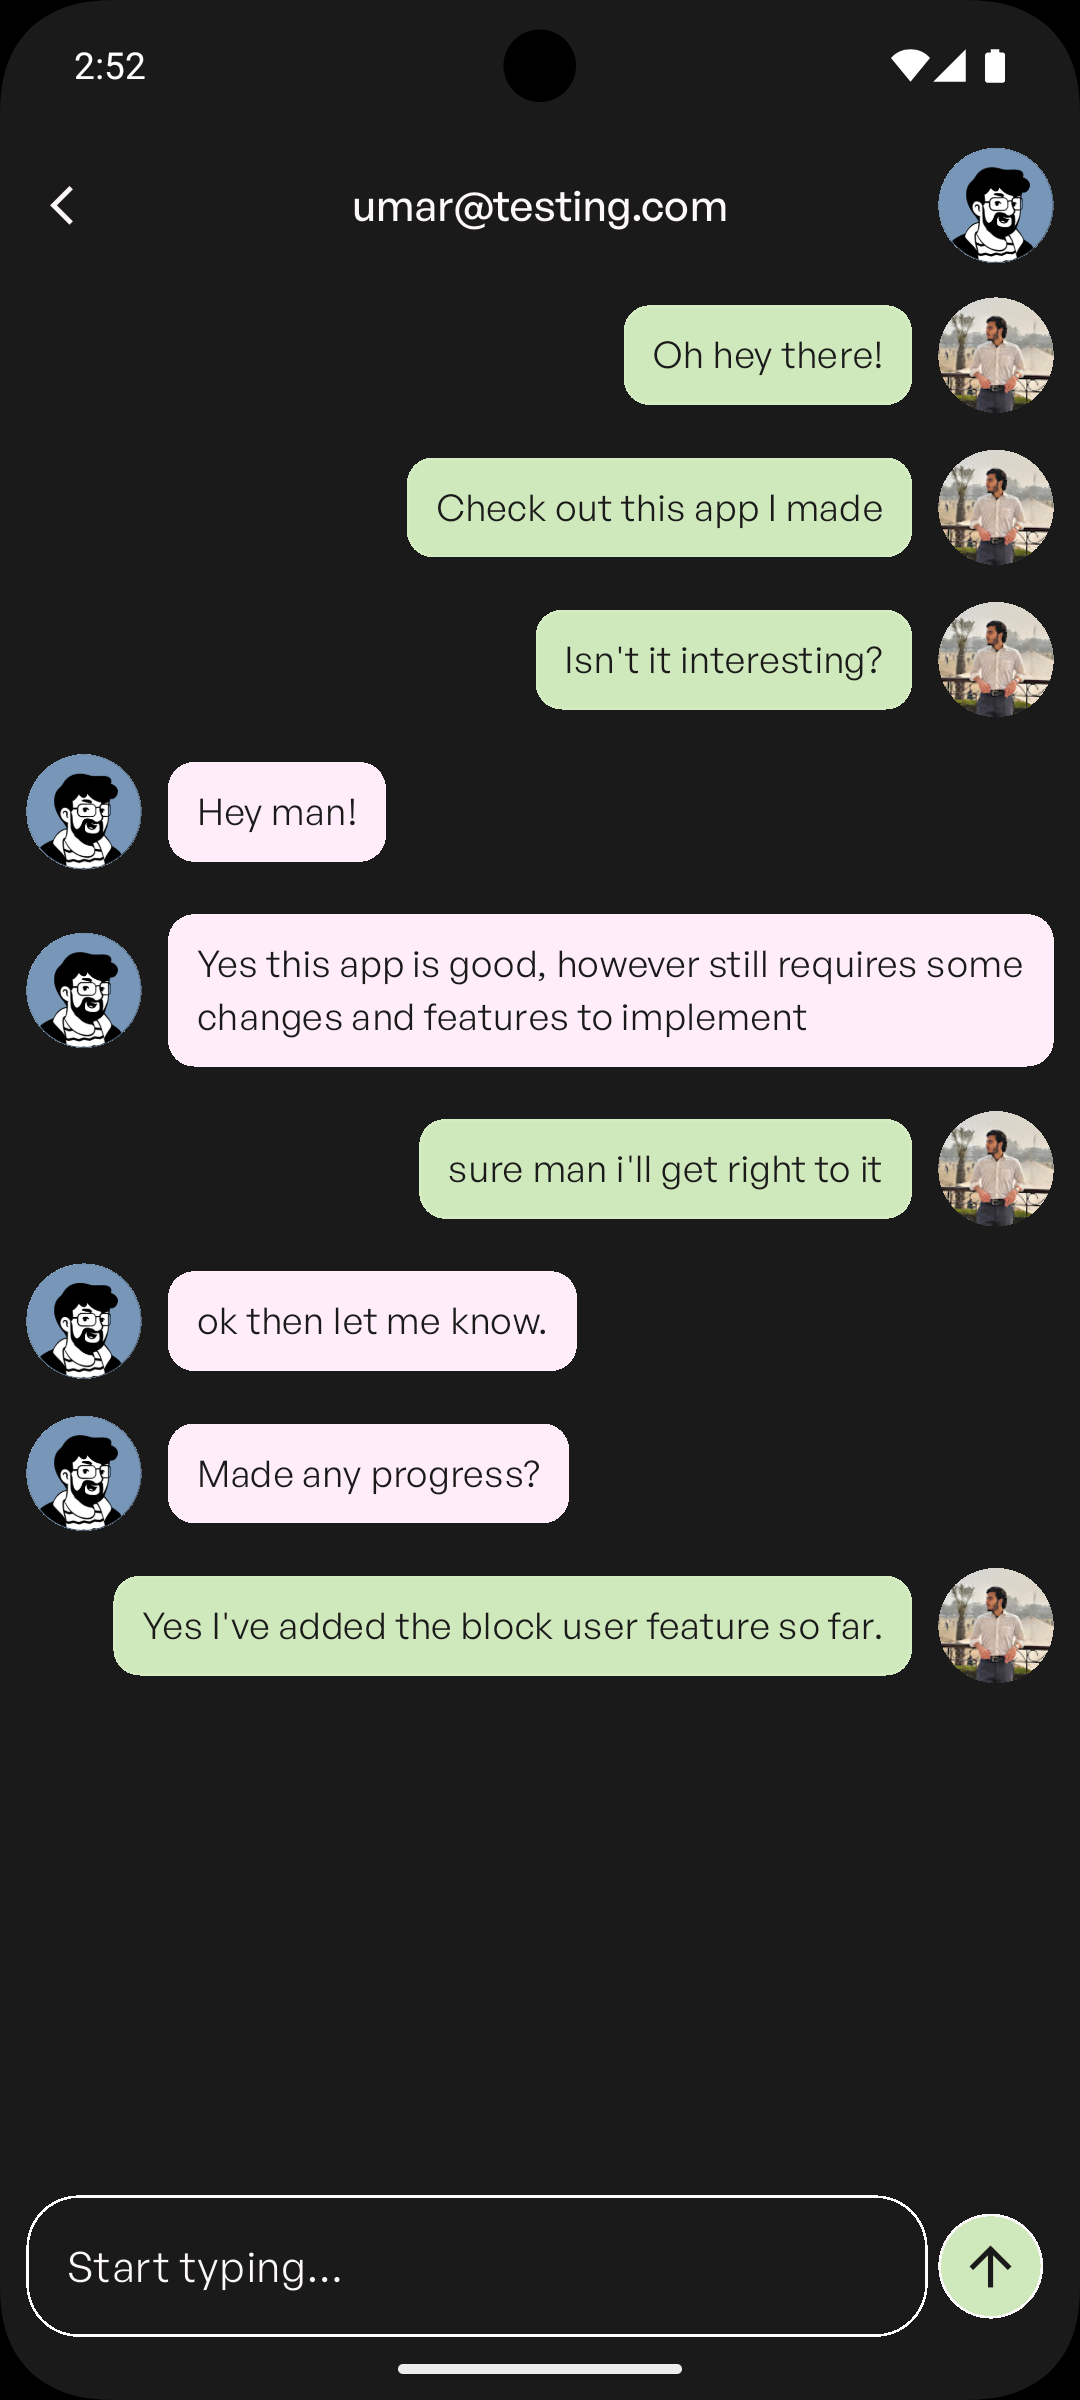 2:52
umar@testing.com
Oh hey there!
Check out this app I made
Isn't it interesting?
Hey man!
Yes this app is good, however still requires some
changes and features to implement
sure man i'll get right to it
ok then let me know.
Made any progress?
Yes I've added the block user feature so far.
Start typing...